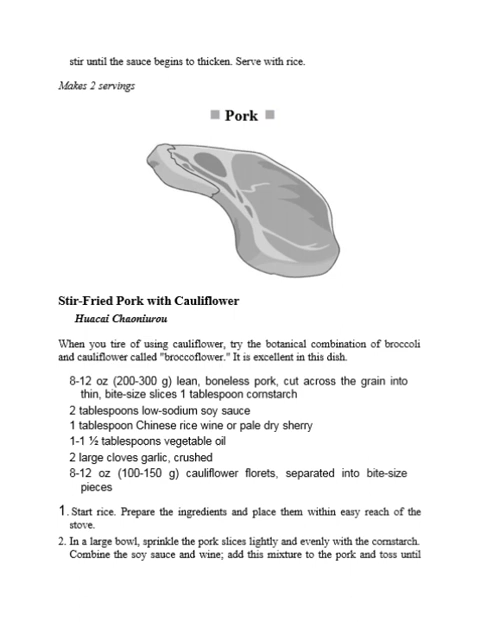 stir until the sauce begins to thicken. Serve with rice.
Makes 2 servings
Pork
Stir-Fried Pork with Cauliflower
Huacai Chaoniurou
When you tire of using cauliflower, try the botanical combination of broccoli
and cauliflower called "broccoflower." It is excellent in this dish.
8-12 oz (200-300 g) lean, boneless pork, cut across the grain into
thin, bite-size slices 1 tablespoon cornstarch
2 tablespoons low-sodium soy sauce
1 tablespoon Chinese rice wine or pale dry sherry
1-1 ½ tablespoons vegetable oil
2 large cloves garlic, crushed
8-12 oz (100-150 g) cauliflower florets, separated into bite-size
pieces
1. Start rice. Prepare the ingredients and place them within easy reach of the
stove.
2. In a large bowl, sprinkle the pork slices lightly and evenly with the cornstarch.
Combine the soy sauce and wine; add this mixture to the pork and toss until